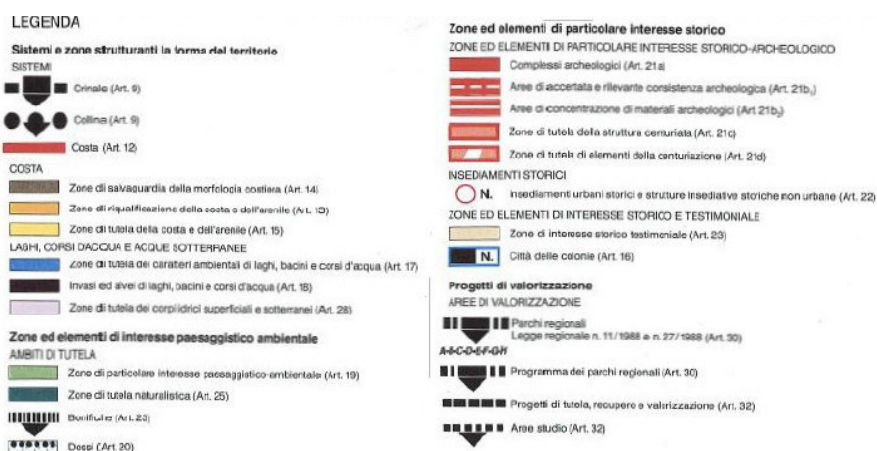 LEGENDA
Sistemi e zone strutturanti la forma del territorio
SISTEMI
Crinale (Art. 9)
Collina (Art. 9)
Costa (Art. 12)
COSTA
Zone di salvaguardia della morfologia costiera (Art. 14)
Zone di riqualificazione della costa e dell'arenile (Art. 13)
Zone di tutela della costa e dell'arenile (Art. 15)
LAGHI, CORSI D'ACQUA E ACQUE SOTTERRANEE
Zone di tutela dei caratteri ambientali di laghi, bacini e corsi d'acqua (Art. 17)
Invasi ed alvei di laghi, bacini e corsi d'acqua (Art. 18)
Zone di tutela dei corpi idrici superficiali e sotterranei (Art. 28)
Zone ed elementi di interesse paesaggistico ambientale
AMBITI DI TUTELA
Zone di particolare interesse paesaggistico-ambientale (Art. 19)
Zone di tutela naturalistica (Art. 25)
Bonifiche (Art. 23)
Dossi (Art. 20)
Zone ed elementi di particolare interesse storico
ZONE ED ELEMENTI DI PARTICOLARE INTERESSE STORICO-ARCHEOLOGICO
Complessi archeologici (Art. 21a)
Aree di accertata e rilevante consistenza archeologica (Art. 21b₁)
Aree di concentrazione di materiali archeologici (Art. 21b₂)
Zone di tutela della struttura centuriata (Art. 21c)
Zone di tutela di elementi della centuriazione (Art. 21d)
INSEDIAMENTI STORICI
N. Insediamenti urbani storici e strutture insediative storiche non urbane (Art. 22)
ZONE ED ELEMENTI DI INTERESSE STORICO E TESTIMONIALE
Zone di interesse storico testimoniale (Art. 23)
N. Città delle colonie (Art. 16)
Progetti di valorizzazione
AREE DI VALORIZZAZIONE
Parchi regionali
Legge regionale n. 11/1988 e n. 27/1988 (Art. 30)
A-B-C-D-E-F-G-H
Programma dei parchi regionali (Art. 30)
Progetti di tutela, recupero e valorizzazione (Art. 32)
Aree studio (Art. 32)